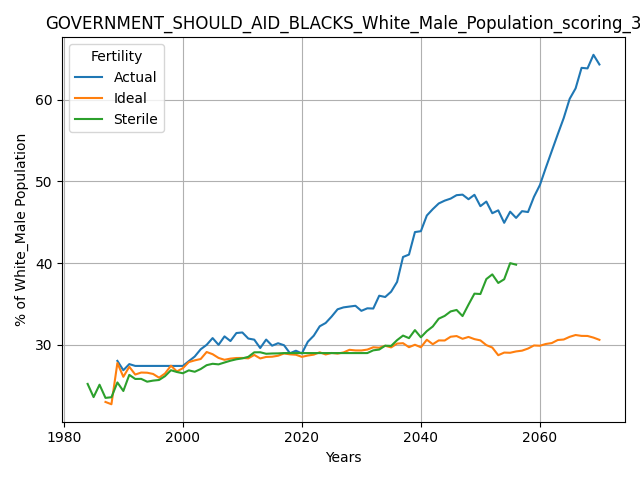 GOVERNMENT_SHOULD_AID_BLACKS_White_Male_Population_scoring_3
Fertility
Actual
Ideal
Sterile
% of White_Male Population
60
50
40
30
1980
2000
2020
2040
2060
Years